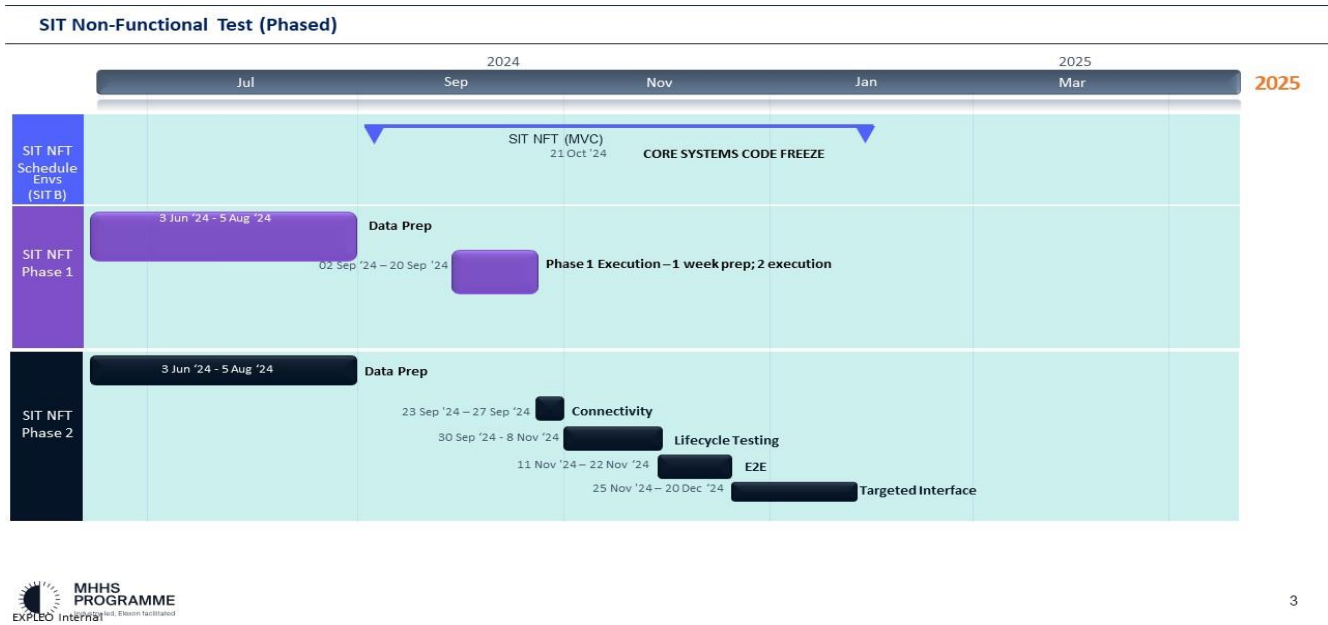 SIT Non-Functional Test (Phased)
2024
2025
Jul
Sep
Nov
Jan
Mar
2025
SIT NFT
Schedule
Envs
(SIT B)
SIT NFT (MVC)
21 Oct '24
CORE SYSTEMS CODE FREEZE
SIT NFT
Phase 1
3 Jun '24 - 5 Aug '24
Data Prep
02 Sep '24 – 20 Sep '24
Phase 1 Execution – 1 week prep; 2 execution
SIT NFT
Phase 2
3 Jun '24 - 5 Aug '24
Data Prep
23 Sep '24 – 27 Sep '24
Connectivity
30 Sep '24 - 8 Nov '24
Lifecycle Testing
11 Nov '24 – 22 Nov '24
E2E
25 Nov '24 – 20 Dec '24
Targeted Interface
MHHS
PROGRAMME
Industry-led, Elexon facilitated
EXPLEO Internal
3